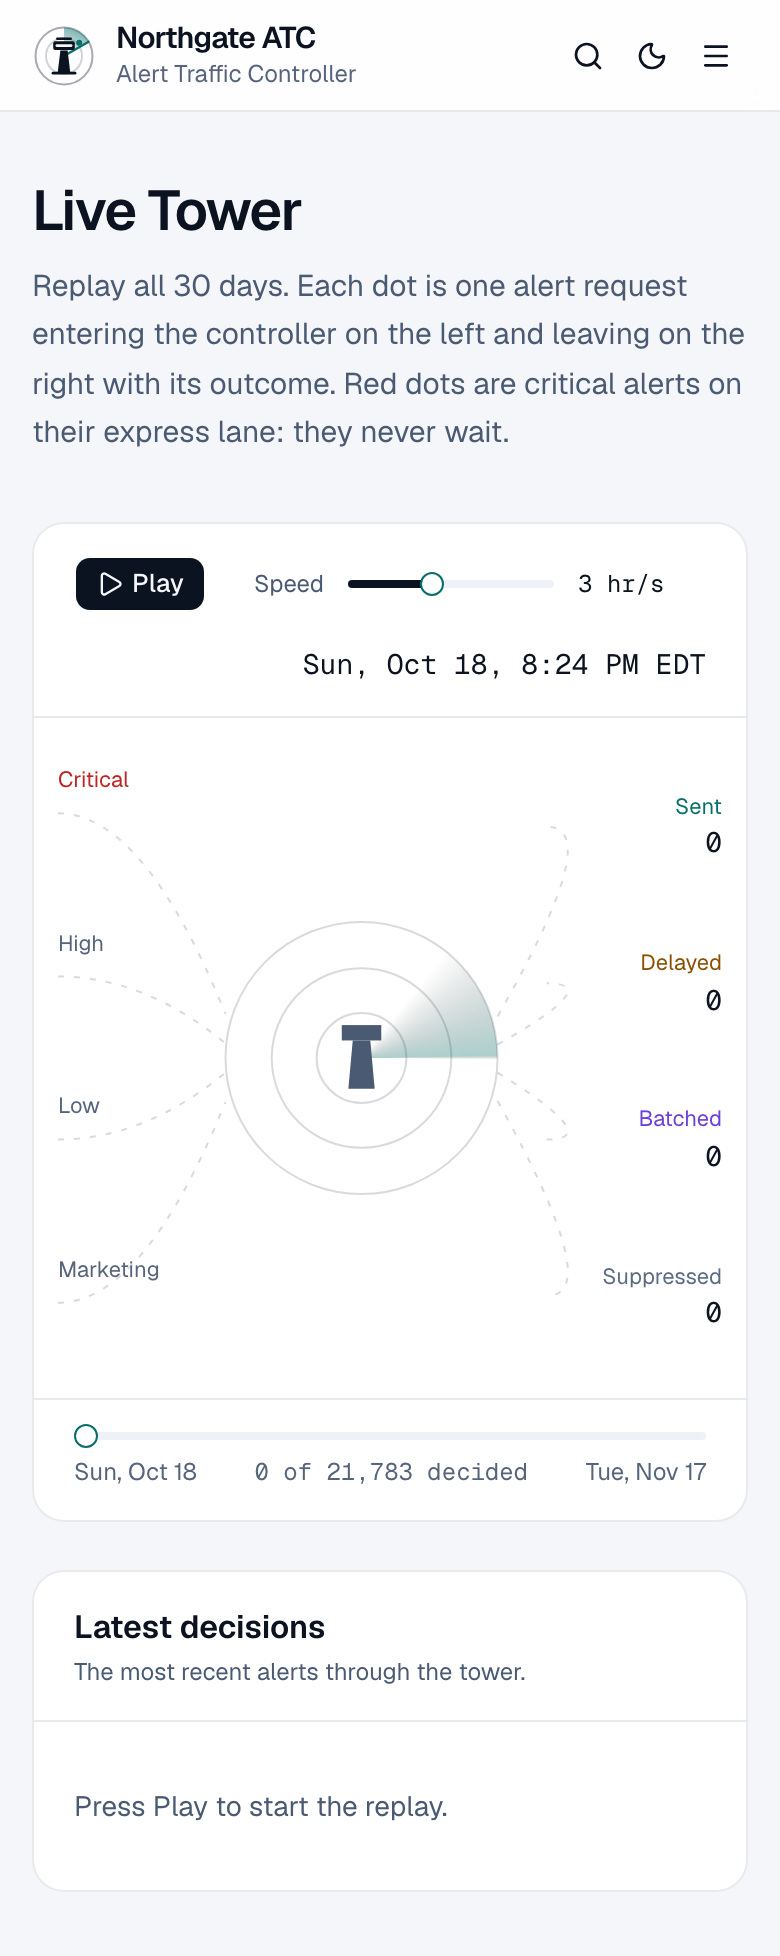 Northgate ATC
Alert Traffic Controller
Live Tower
Replay all 30 days. Each dot is one alert request
entering the controller on the left and leaving on the
right with its outcome. Red dots are critical alerts on
their express lane: they never wait.
Play
Speed
3 hr/s
Sun, Oct 18, 8:24 PM EDT
Critical
Sent
0
High
Delayed
0
Low
Batched
0
Marketing
Suppressed
0
Sun, Oct 18
0 of 21,783 decided
Tue, Nov 17
Latest decisions
The most recent alerts through the tower.
Press Play to start the replay.